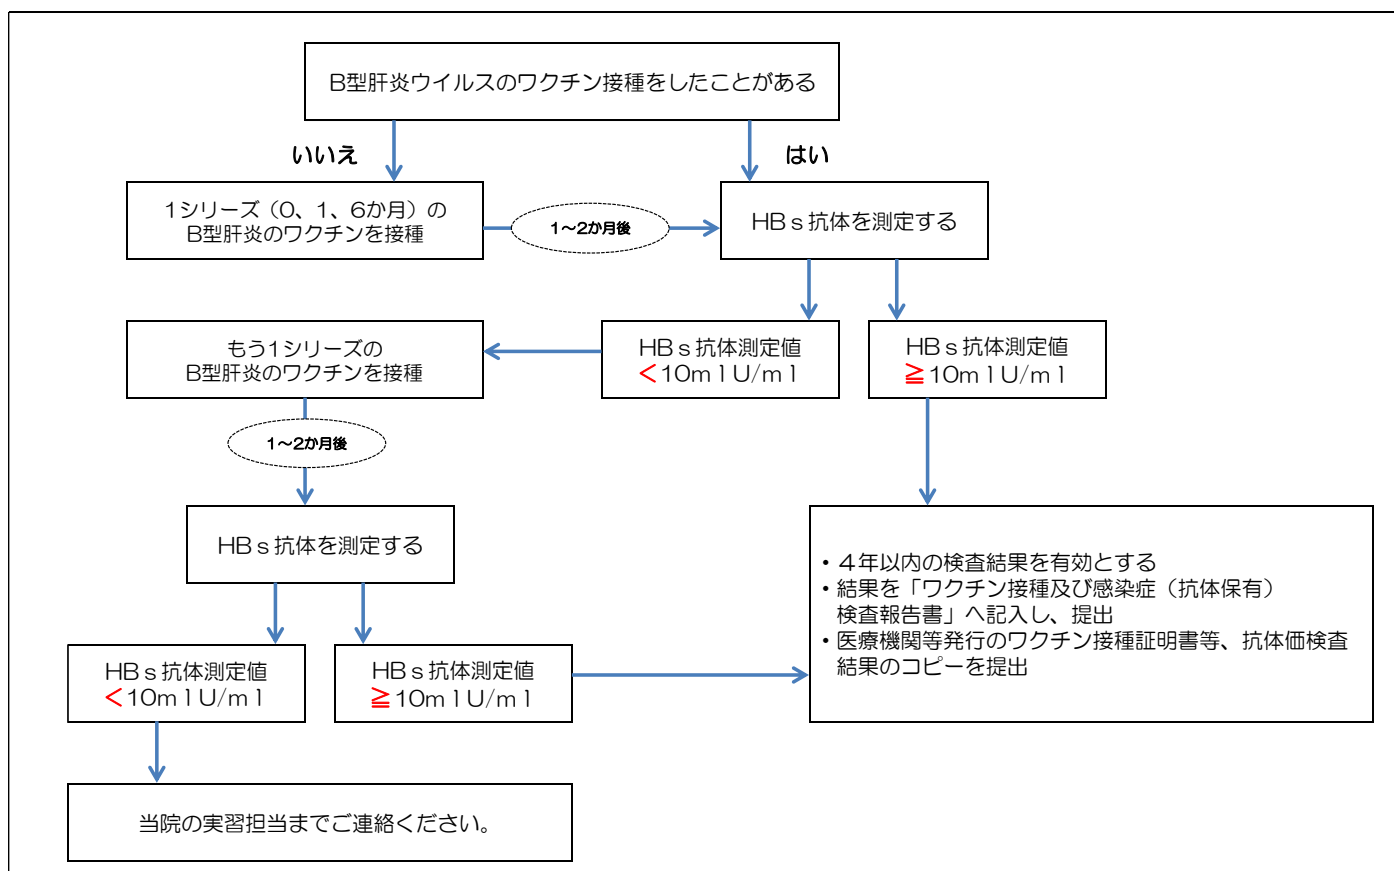 B型肝炎ウイルスのワクチン接種をしたことがある
いいえ
はい
1シリーズ（0、1、6か月）の
B型肝炎のワクチンを接種
1～2か月後
HBｓ抗体を測定する
もう1シリーズの
B型肝炎のワクチンを接種
HBｓ抗体測定値
＜10mlU/ml
HBｓ抗体測定値
≧10mlU/ml
1～2か月後
HBｓ抗体を測定する
・４年以内の検査結果を有効とする
・結果を「ワクチン接種及び感染症（抗体保有）
検査報告書」へ記入し、提出
・医療機関等発行のワクチン接種証明書等、抗体価検査
結果のコピーを提出
HBｓ抗体測定値
＜10mlU/ml
HBｓ抗体測定値
≧10mlU/ml
当院の実習担当までご連絡ください。